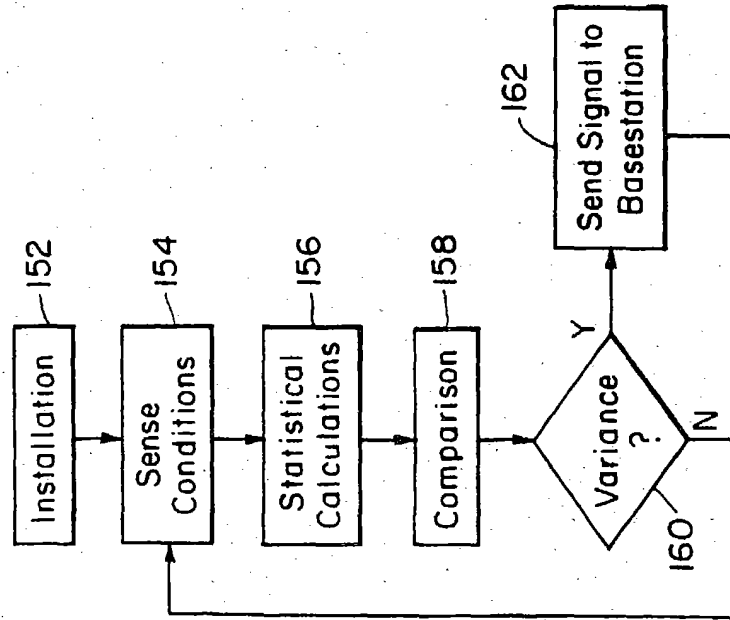 Installation
152
Sense
Conditions
154
Statistical
Calculations
156
Comparison
158
Variance
?
160
Y
N
Send Signal to
Basestation
162